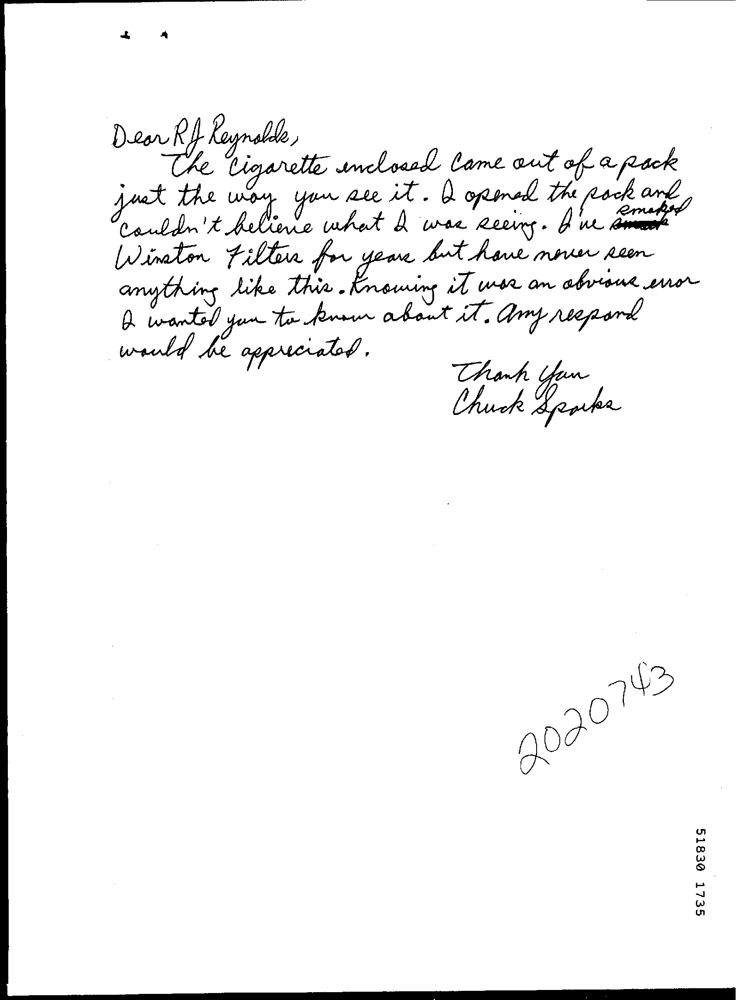 Dear RJ Reynolds,
The cigarette enclosed came out of a pack
just the way you see it. I opened the pack and
couldn't believe what I was seeing. I've smoked
Winston Filters for years but have never seen
anything like this. Knowing it was an obvious error
I wanted you to know about it. Any respond
would be appreciated.
Thank You
Chuck Sparks
2020743
51830 1735